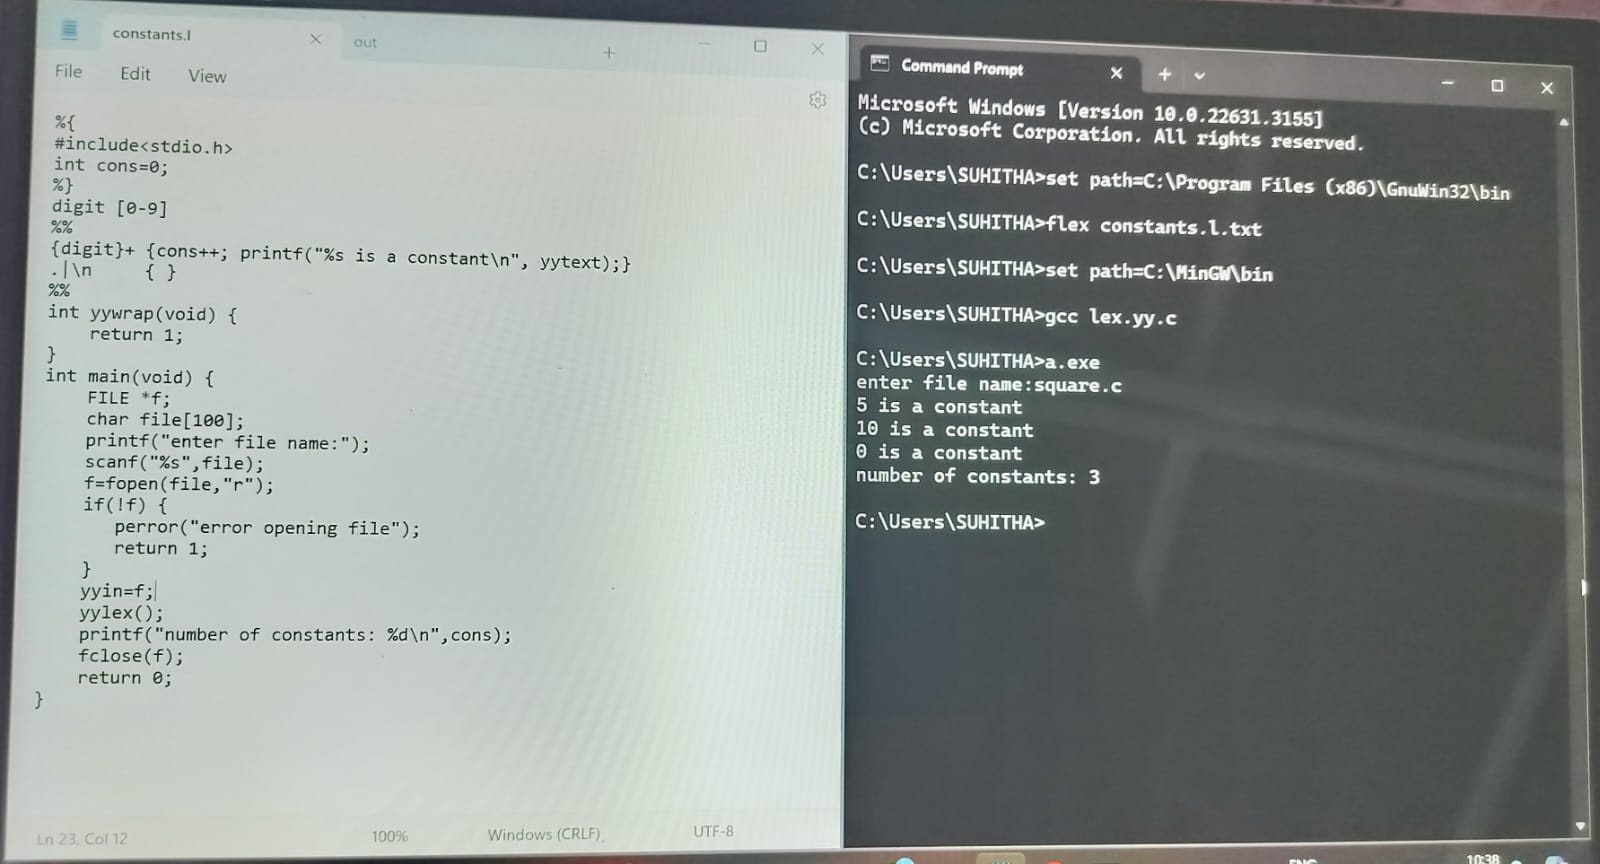 constants.l
out
File Edit View
%{
#include<stdio.h>
int cons=0;
%}
digit [0-9]
%%
{digit}+ {cons++; printf("%s is a constant\n", yytext);}
.|\n { }
%%
int yywrap(void) {
return 1;
}
int main(void) {
FILE *f;
char file[100];
printf("enter file name:");
scanf("%s",file);
f=fopen(file,"r");
if(!f) {
perror("error opening file");
return 1;
}
yyin=f;
yylex();
printf("number of constants: %d\n",cons);
fclose(f);
return 0;
}
Ln 23, Col 12 100% Windows (CRLF) UTF-8
Command Prompt
Microsoft Windows [Version 10.0.22631.3155]
(c) Microsoft Corporation. All rights reserved.
C:\Users\SUHITHA>set path=C:\Program Files (x86)\GnuWin32\bin
C:\Users\SUHITHA>flex constants.l.txt
C:\Users\SUHITHA>set path=C:\MinGW\bin
C:\Users\SUHITHA>gcc lex.yy.c
C:\Users\SUHITHA>a.exe
enter file name:square.c
5 is a constant
10 is a constant
0 is a constant
number of constants: 3
C:\Users\SUHITHA>
ENG
10:38